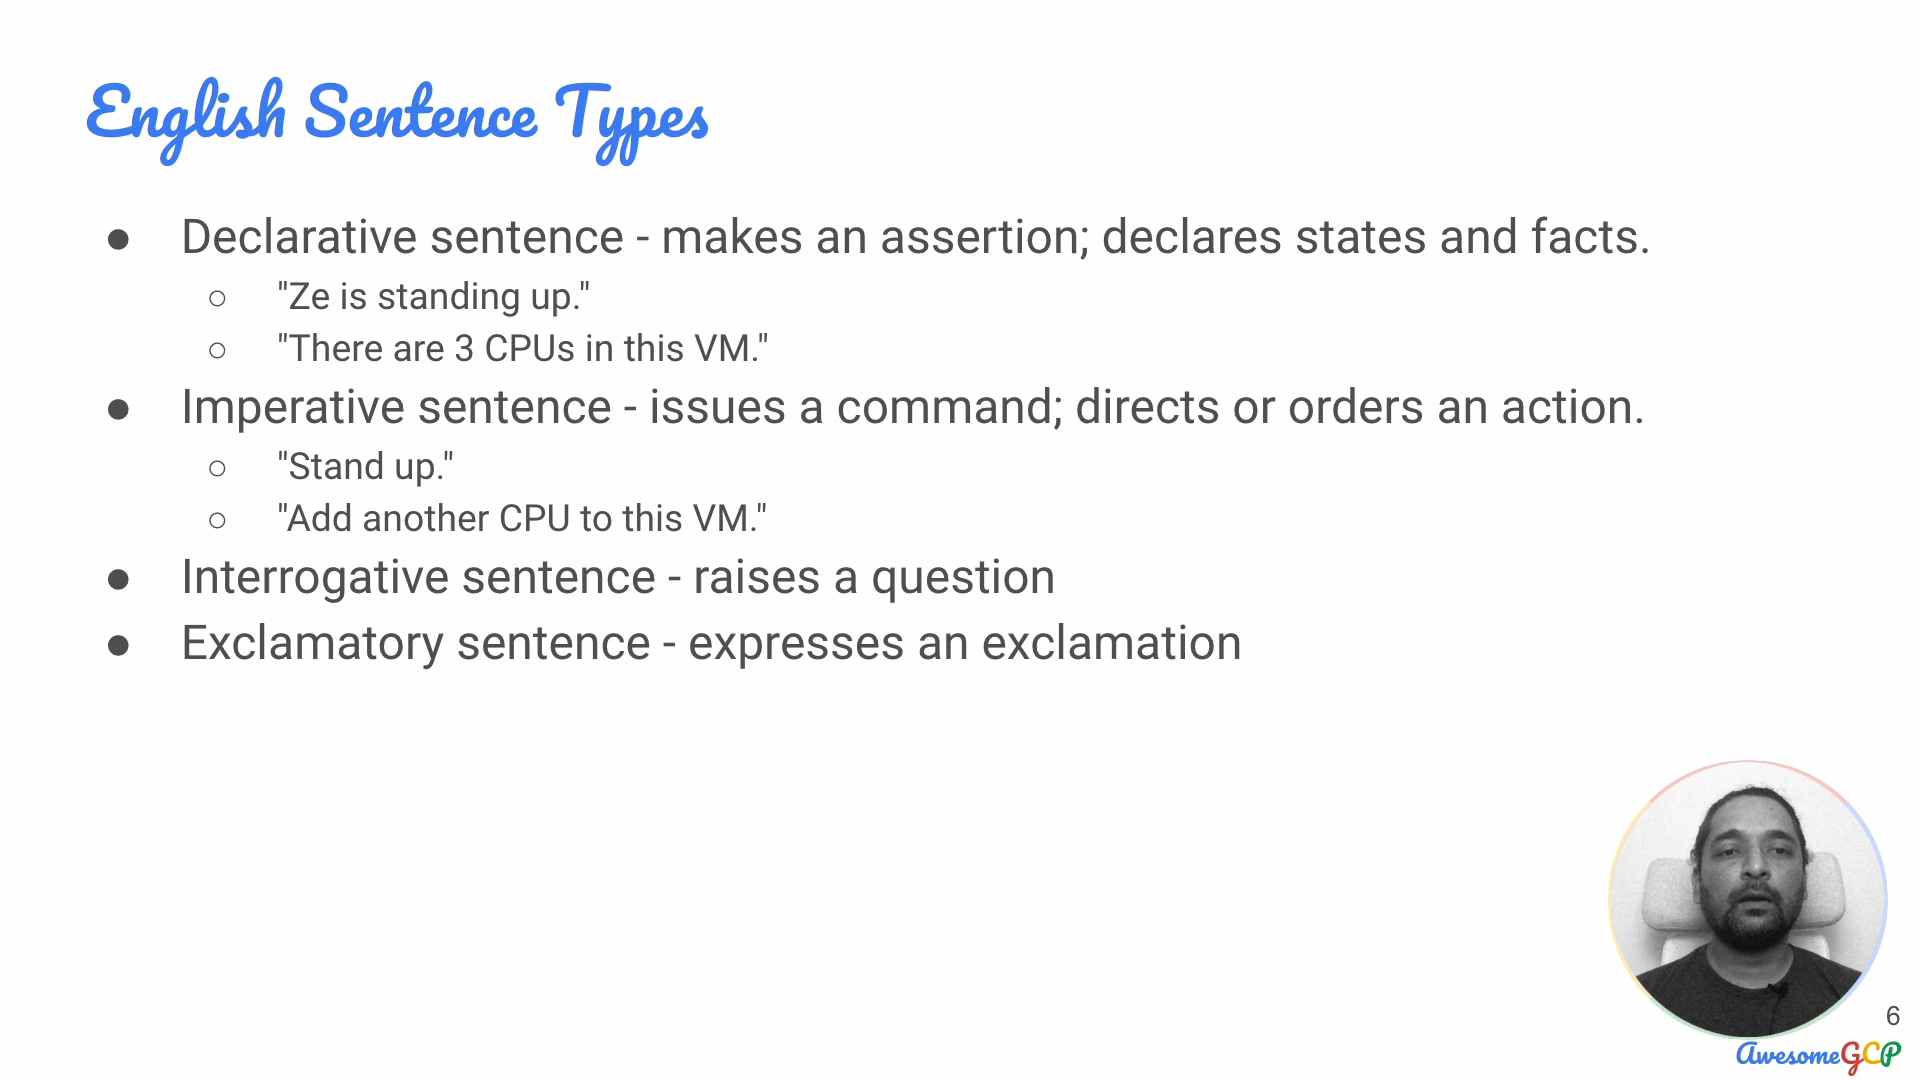 English Sentence Types
● Declarative sentence - makes an assertion; declares states and facts.
○ "Ze is standing up."
○ "There are 3 CPUs in this VM."
● Imperative sentence - issues a command; directs or orders an action.
○ "Stand up."
○ "Add another CPU to this VM."
● Interrogative sentence - raises a question
● Exclamatory sentence - expresses an exclamation
6
AwesomeGCP